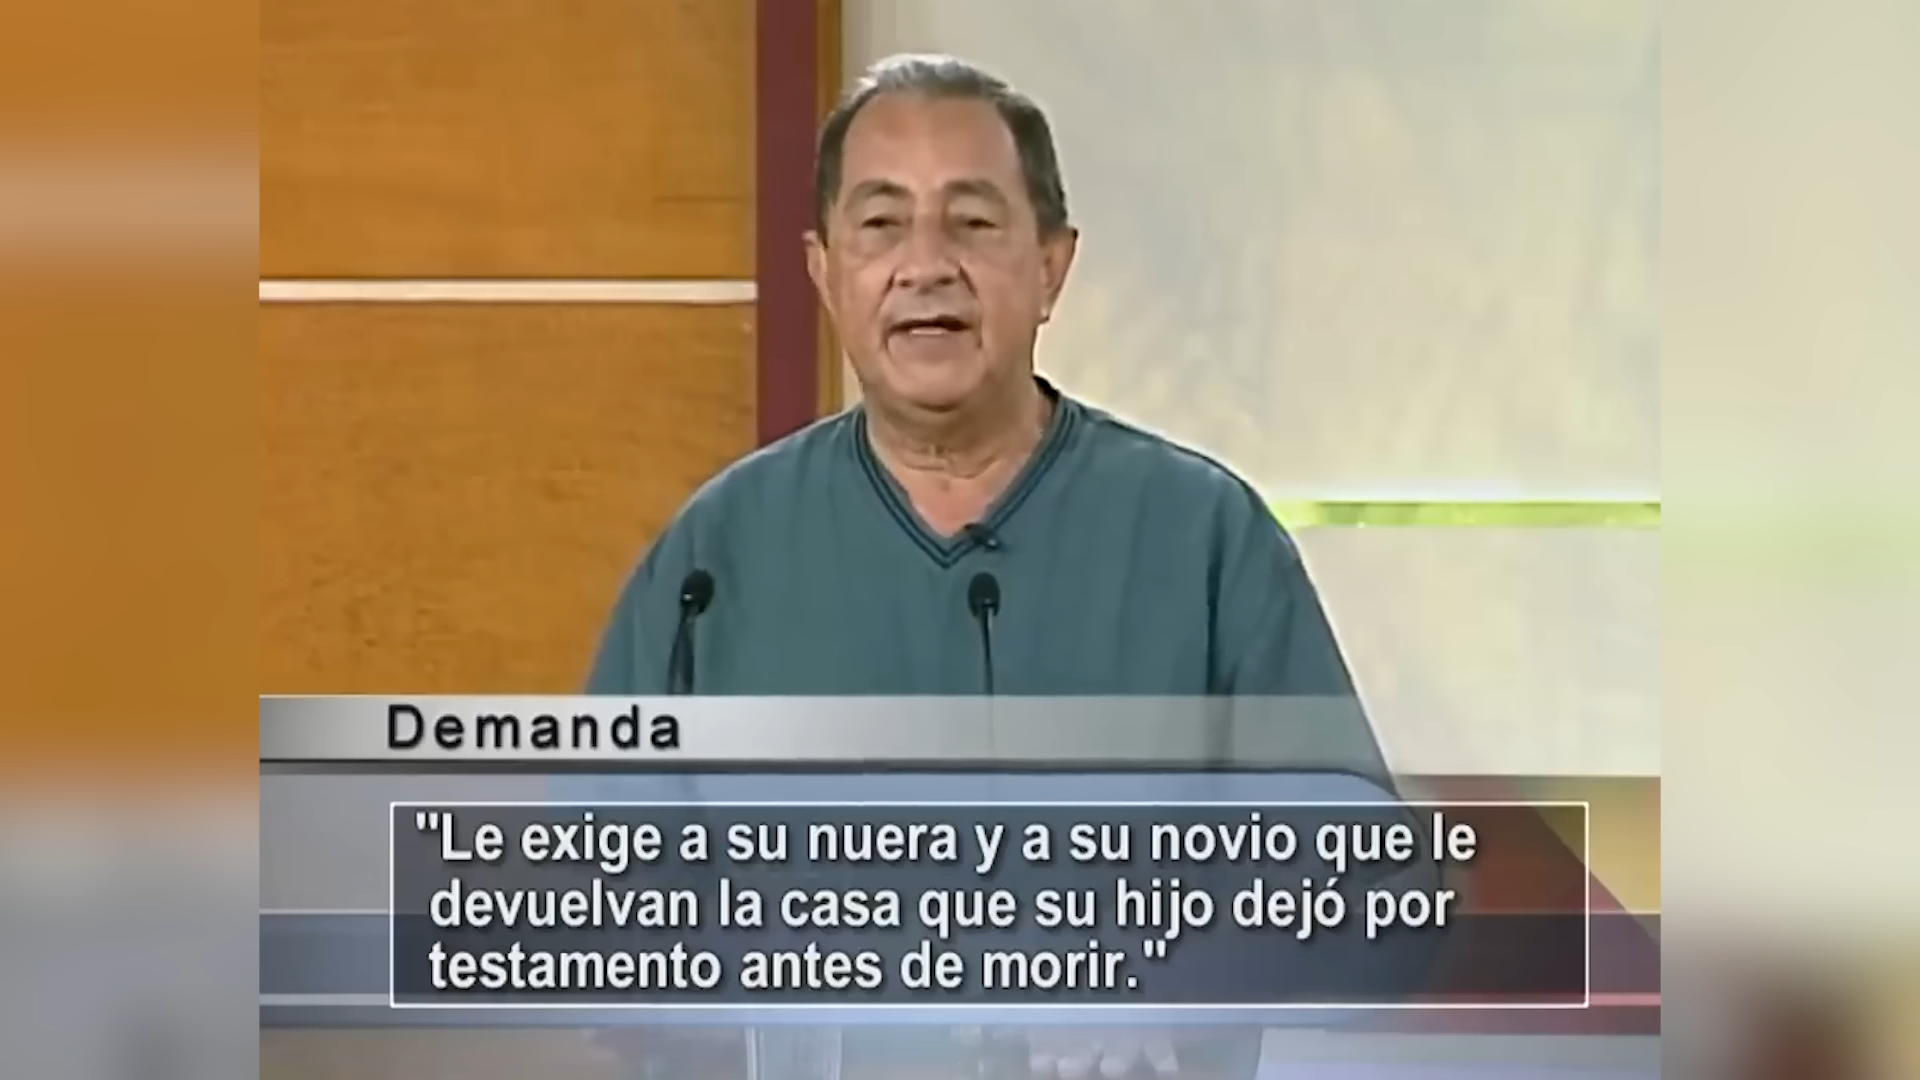 Demanda
"Le exige a su nuera y a su novio que le
devuelvan la casa que su hijo dejó por
testamento antes de morir."